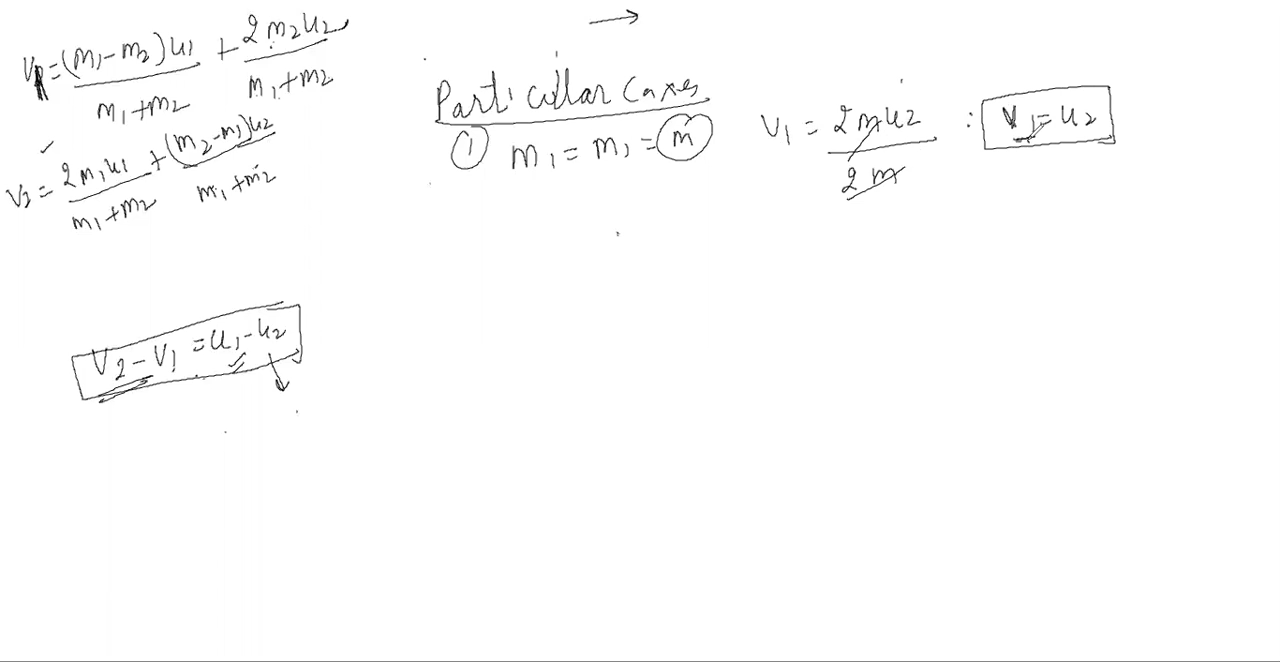 V1=(m1-m2)u1/m1+m2 + 2m2u2/m1+m2
V2=2m1u1/m1+m2 + (m2-m1)u2/m1+m2
Particular Cases
① m1=m1=m
V1=2mu2/2m : V1=u2
V2-V1=u1-u2